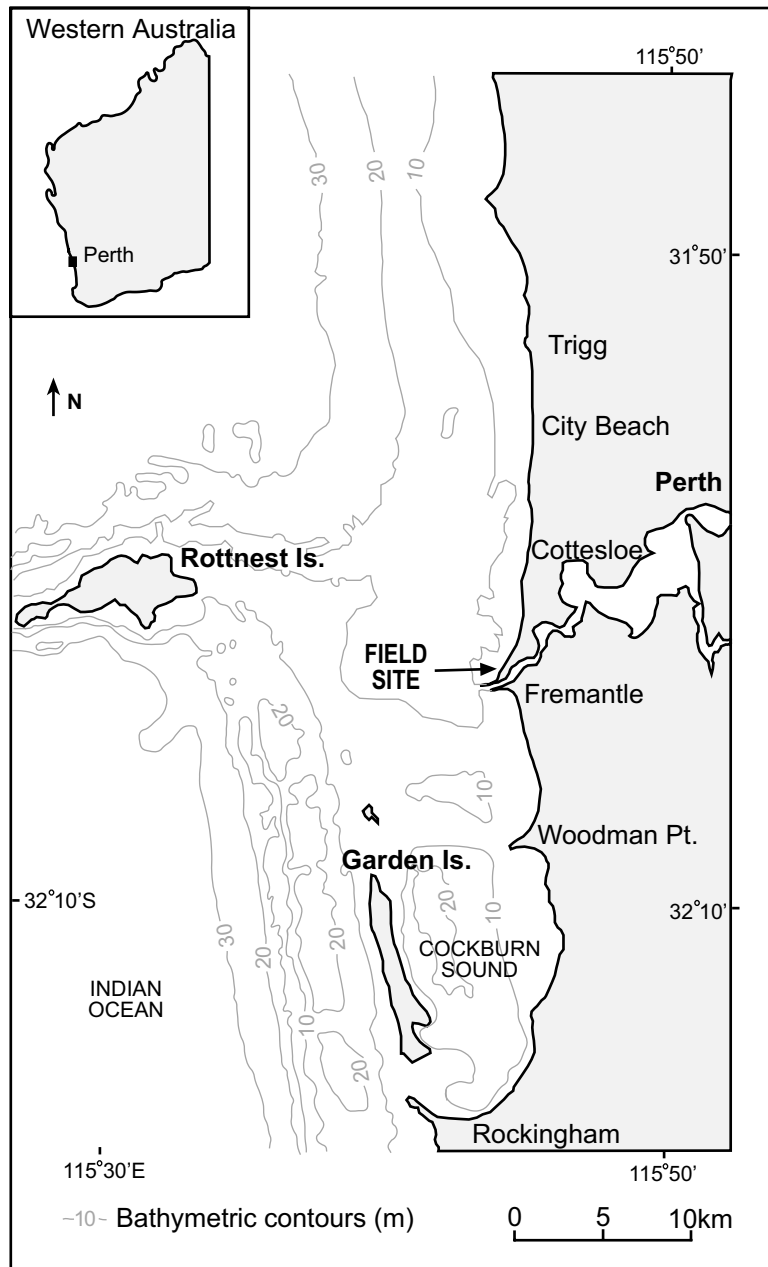 Western Australia
Perth
115°50'
30
20
10
31°50'
Trigg
N
City Beach
Perth
Cottesloe
Rottnest Is.
FIELD
SITE
Fremantle
20
10
Woodman Pt.
Garden Is.
32°10'S
32°10'
30
20
20
20
10
COCKBURN
SOUND
INDIAN
OCEAN
10
20
Rockingham
115°30'E
115°50'
~10~ Bathymetric contours (m)
0 5 10km